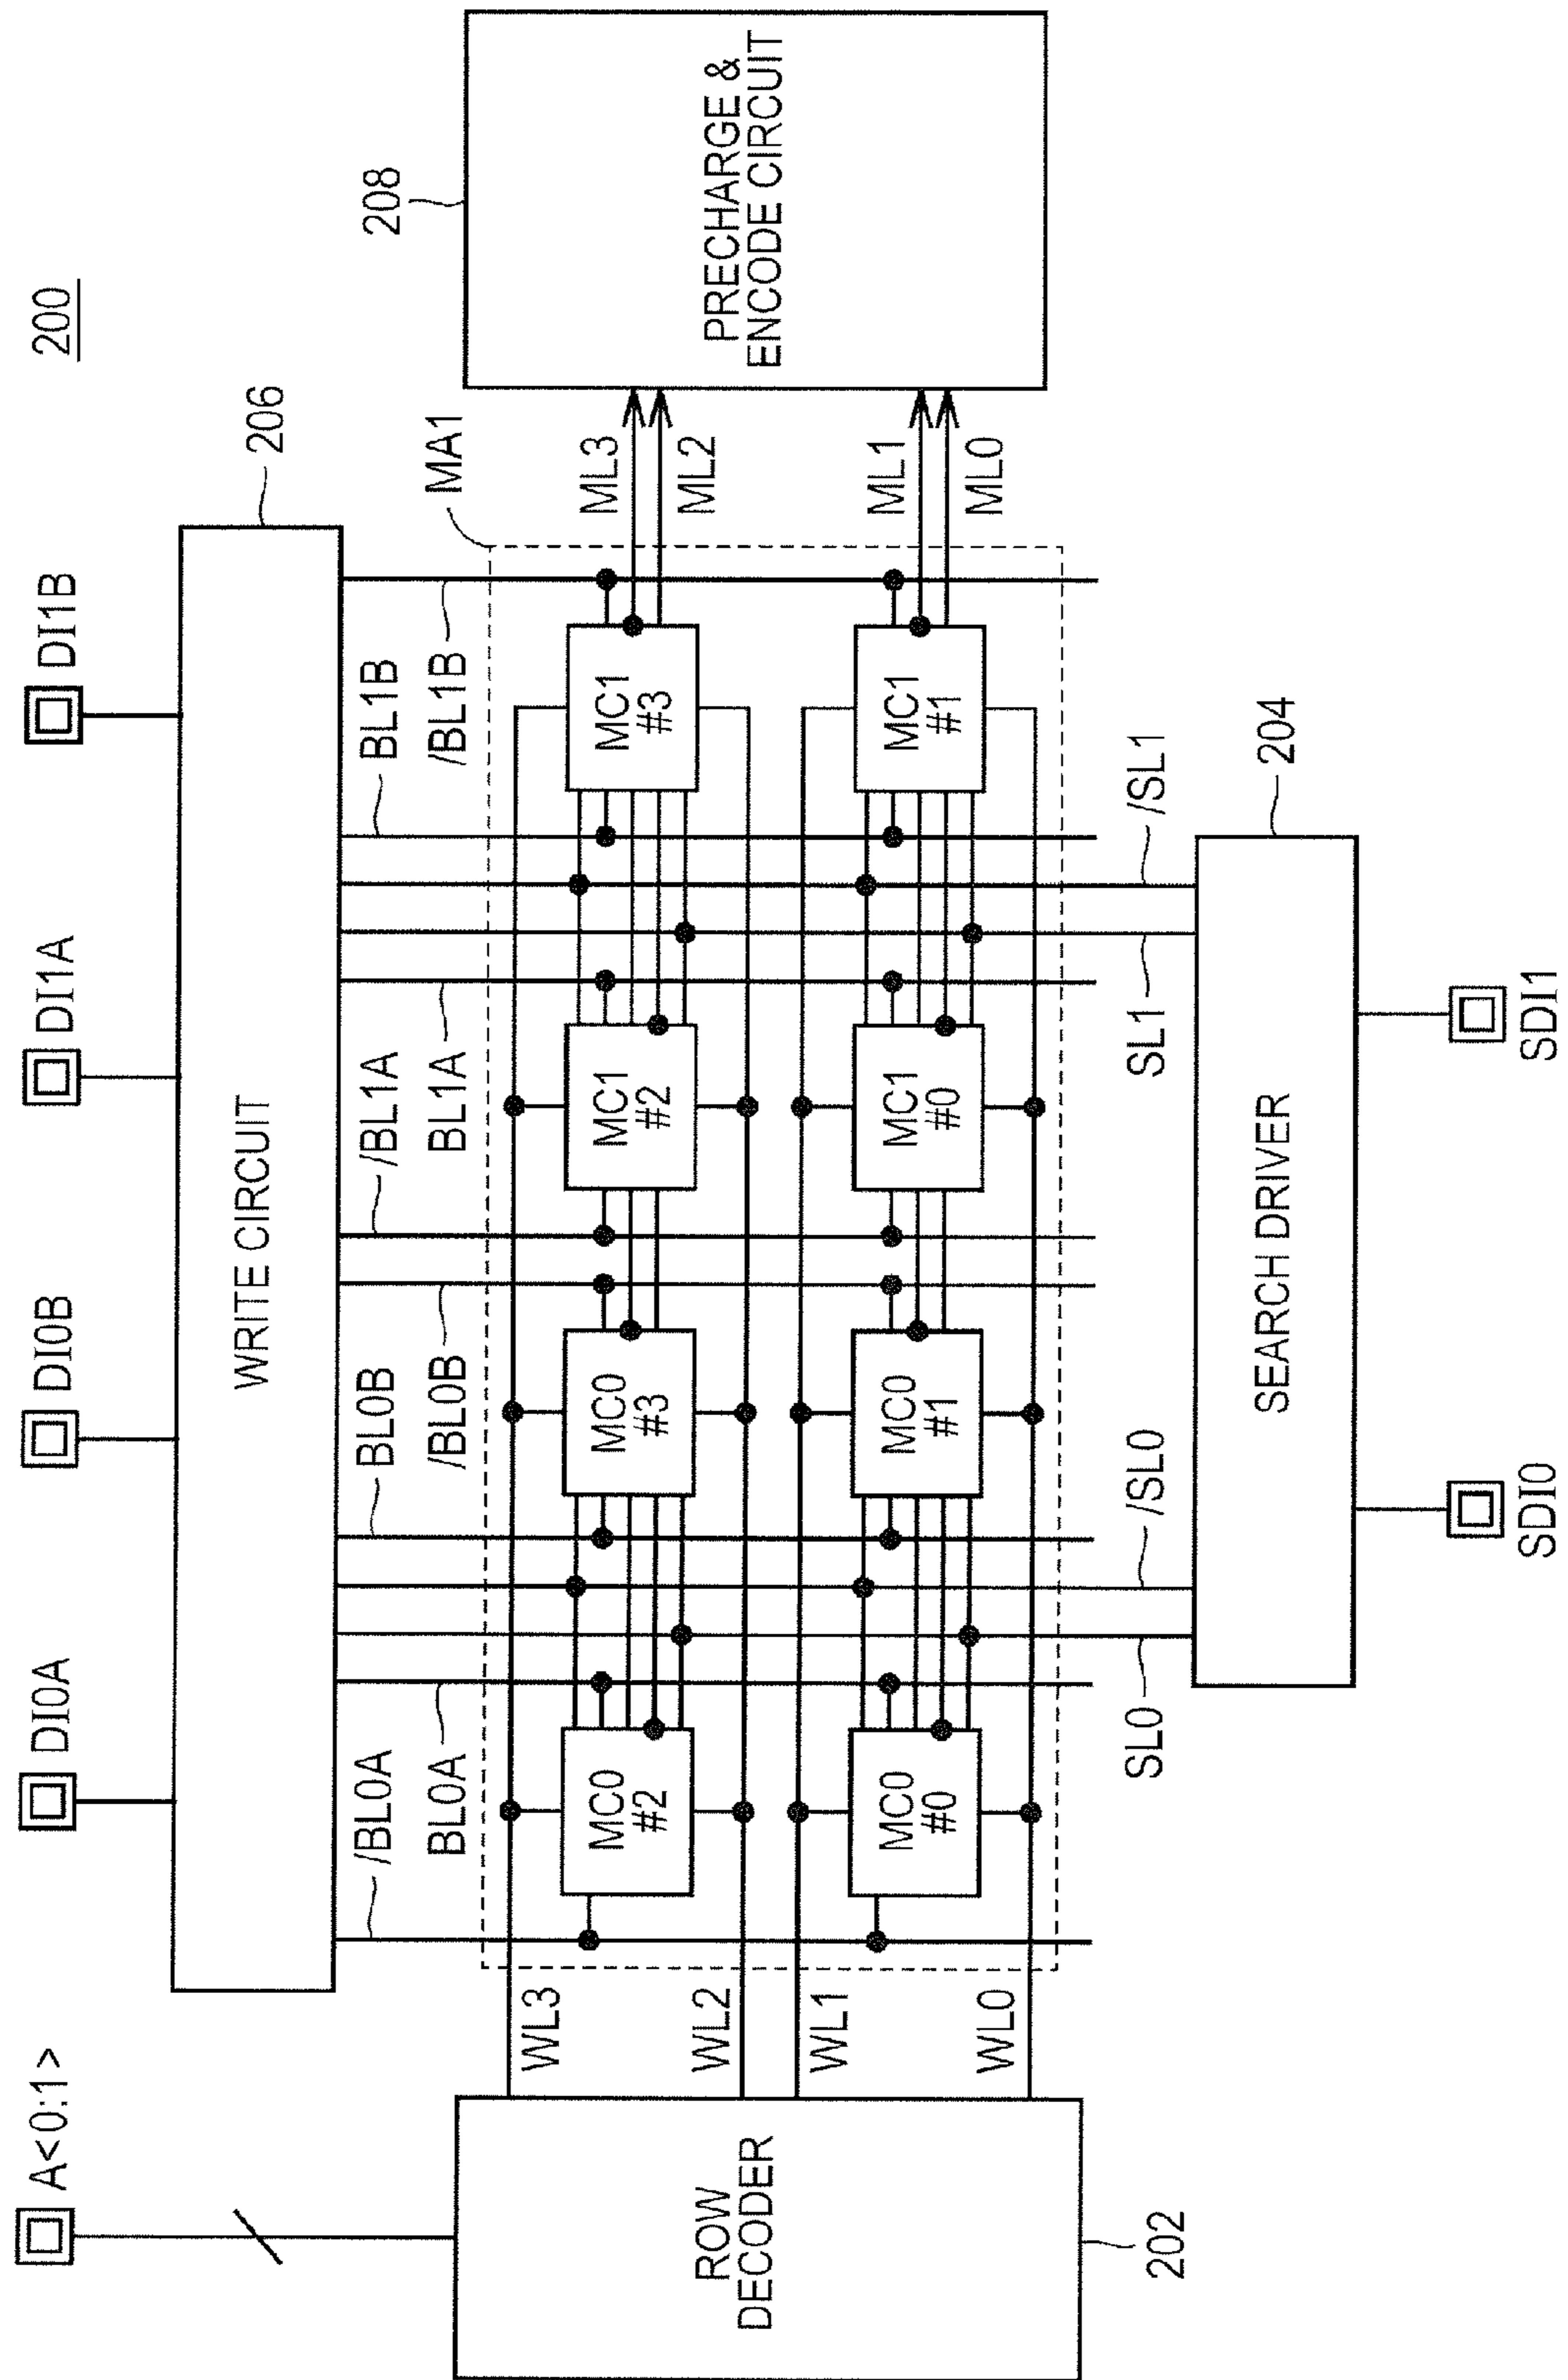 200
A<0:1>
DI0A
DI0B
DI1A
DI1B
WRITE CIRCUIT
206
/BL0A
BL0A
BL0B
/BL0B
/BL1A
BL1A
BL1B
/BL1B
MA1
208
ROW
DECODER
202
WL3
WL2
WL1
WL0
MC0
#2
MC0
#3
MC1
#2
MC1
#3
MC0
#0
MC0
#1
MC1
#0
MC1
#1
ML3
ML2
ML1
ML0
PRECHARGE &
ENCODE CIRCUIT
SL0
/SL0
SL1
/SL1
SEARCH DRIVER
204
SDI0
SDI1